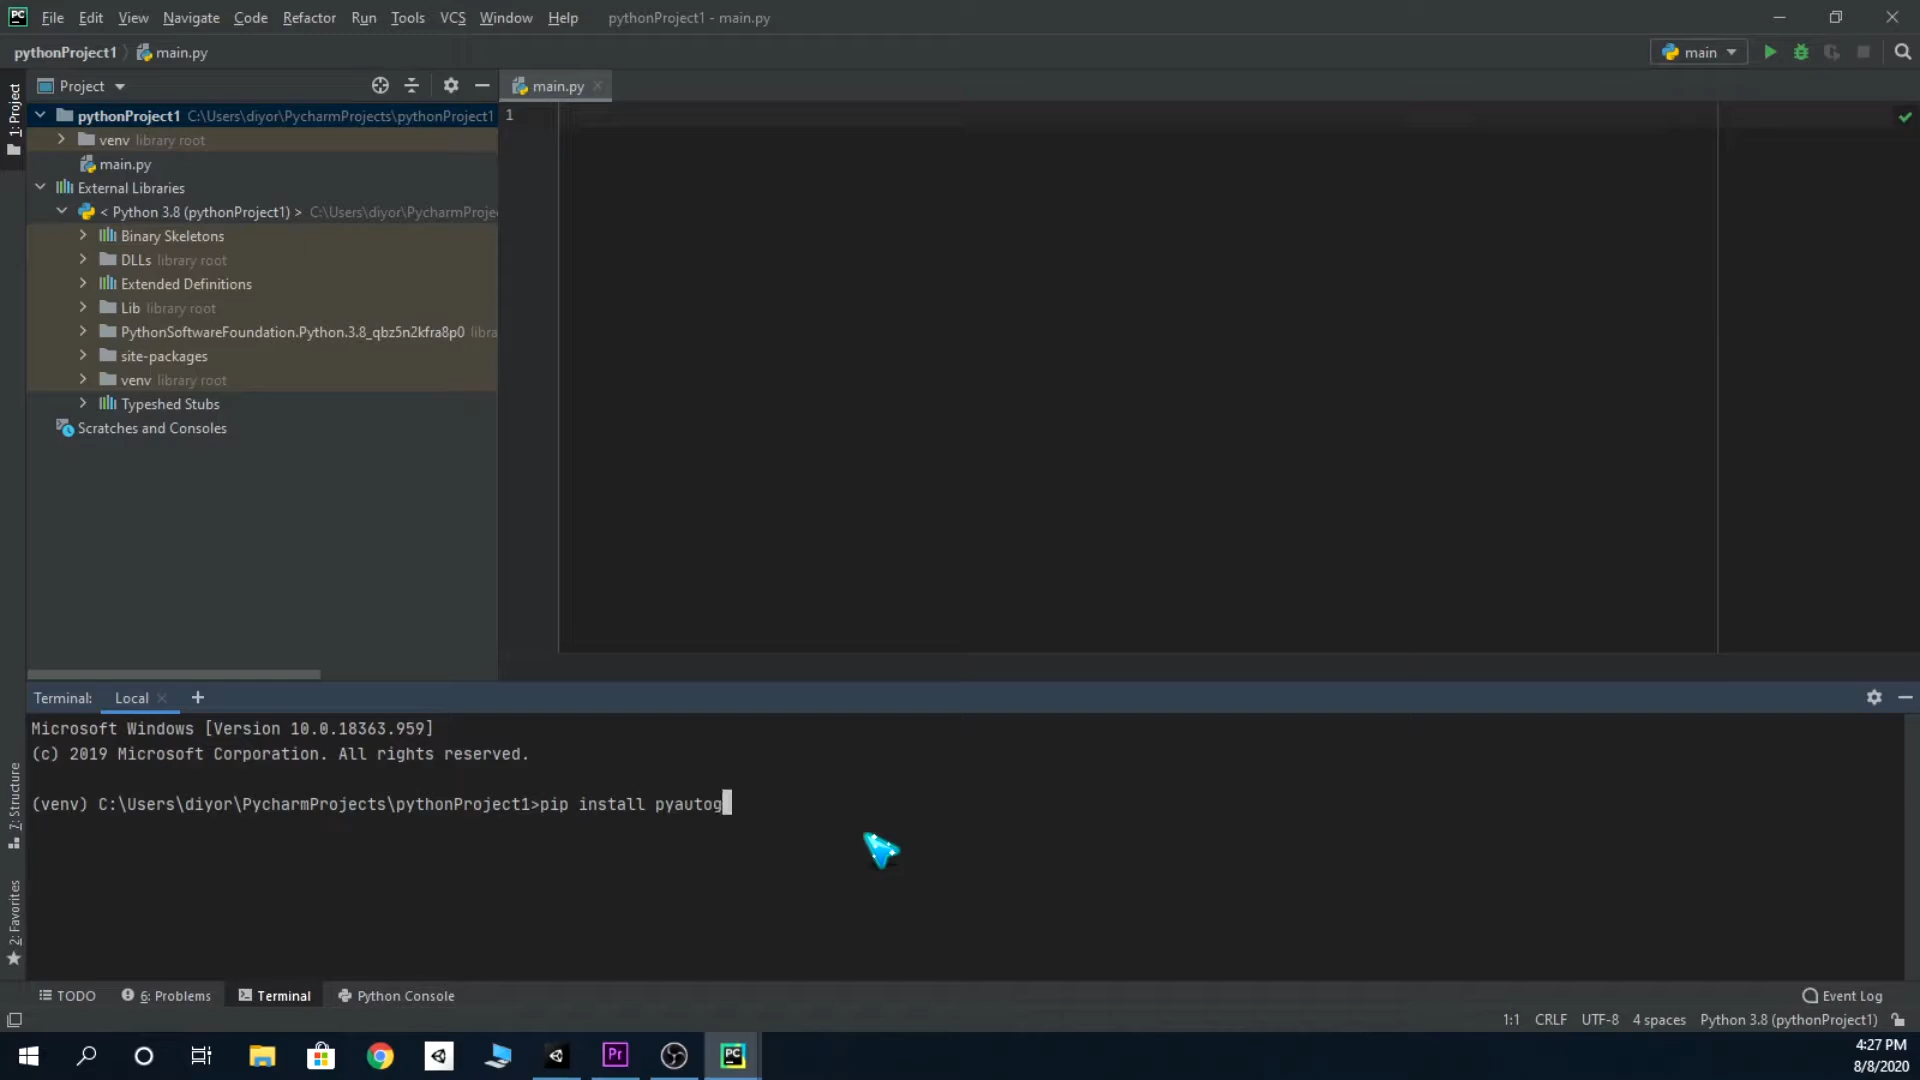 PC File Edit View Navigate Code Refactor Run Tools VCS Window Help pythonProject1 - main.py
pythonProject1 main.py main
1: Project
Project main.py
pythonProject1 C:\Users\diyor\PycharmProjects\pythonProject1 1
venv library root
main.py
External Libraries
< Python 3.8 (pythonProject1) > C:\Users\diyor\PycharmProje
Binary Skeletons
DLLs library root
Extended Definitions
Lib library root
PythonSoftwareFoundation.Python.3.8_qbz5n2kfra8p0 libra
site-packages
venv library root
Typeshed Stubs
Scratches and Consoles
Terminal: Local +
Microsoft Windows [Version 10.0.18363.959]
(c) 2019 Microsoft Corporation. All rights reserved.
(venv) C:\Users\diyor\PycharmProjects\pythonProject1>pip install pyautog
7: Structure
2: Favorites
TODO 6: Problems Terminal Python Console Event Log
1:1 CRLF UTF-8 4 spaces Python 3.8 (pythonProject1)
Pr PC
4:27 PM
8/8/2020